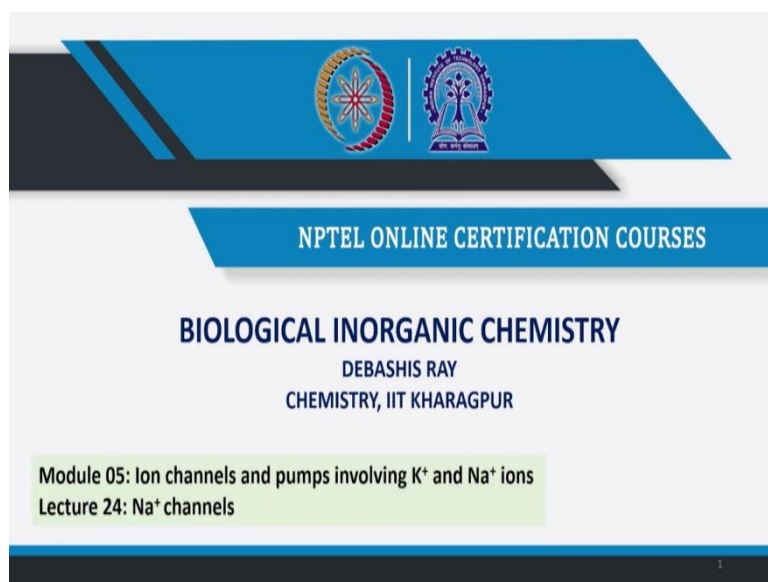 NPTEL ONLINE CERTIFICATION COURSES
BIOLOGICAL INORGANIC CHEMISTRY
DEBASHIS RAY
CHEMISTRY, IIT KHARAGPUR
Module 05: Ion channels and pumps involving K⁺ and Na⁺ ions
Lecture 24: Na⁺ channels
1